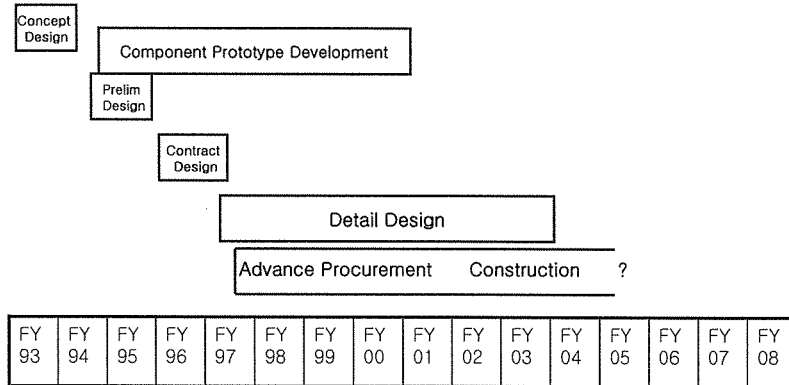 Concept
Design
Component Prototype Development
Prelim
Design
Contract
Design
Detail Design
Advance Procurement Construction ?
FY FY FY FY FY FY FY FY FY FY FY FY FY FY FY FY
93 94 95 96 97 98 99 00 01 02 03 04 05 06 07 08